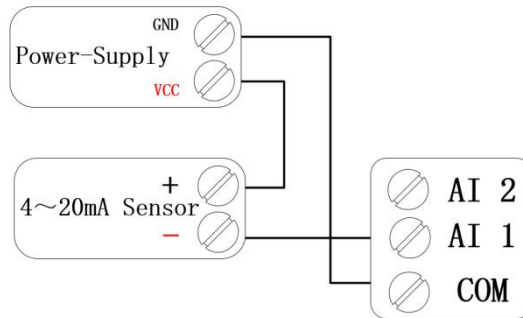 GND
Power-Supply
VCC
+
4～20mA Sensor
−
AI 2
AI 1
COM